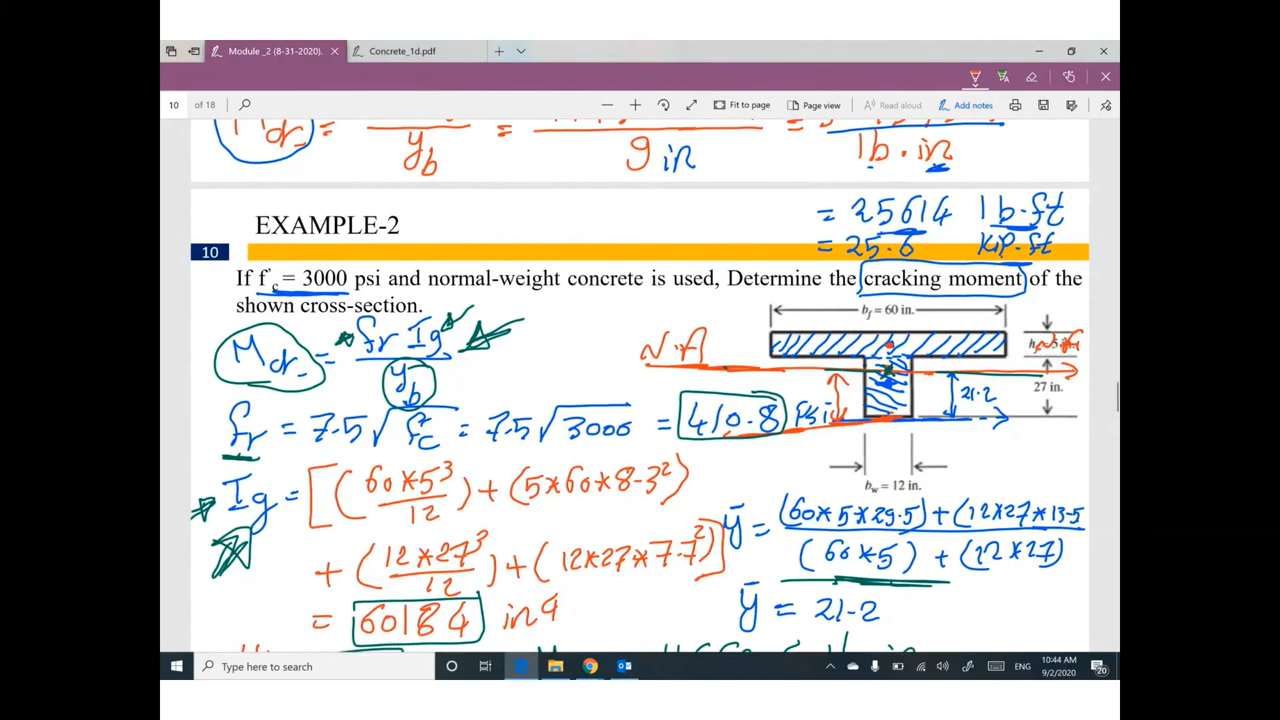 Module _2 (8-31-2020).
Concrete_1d.pdf
10 of 18
Fit to page
Page view
Read aloud
Add notes
Mcr =
yb
=
9 in
=
lb.in
EXAMPLE-2
= 25614 lb.ft
10
= 25.6 kip.ft
If f'c = 3000 psi and normal-weight concrete is used, Determine the cracking moment of the
shown cross-section.
bf = 60 in.
Mcr = fr Ig
yb
N.A
27 in.
21.2
fr = 7.5√f'c = 7.5√3000 = 410.8 Psi
bw = 12 in.
Ig = [(60*5³/12) + (5*60*8.3²)
+ (12*27³/12) + (12*27*7.7²)]
= 60184 in4
ȳ = (60*5*29.5)+(12*27*13.5
(60*5) + (12*27)
ȳ = 21.2
Type here to search
ENG
10:44 AM
9/2/2020
20